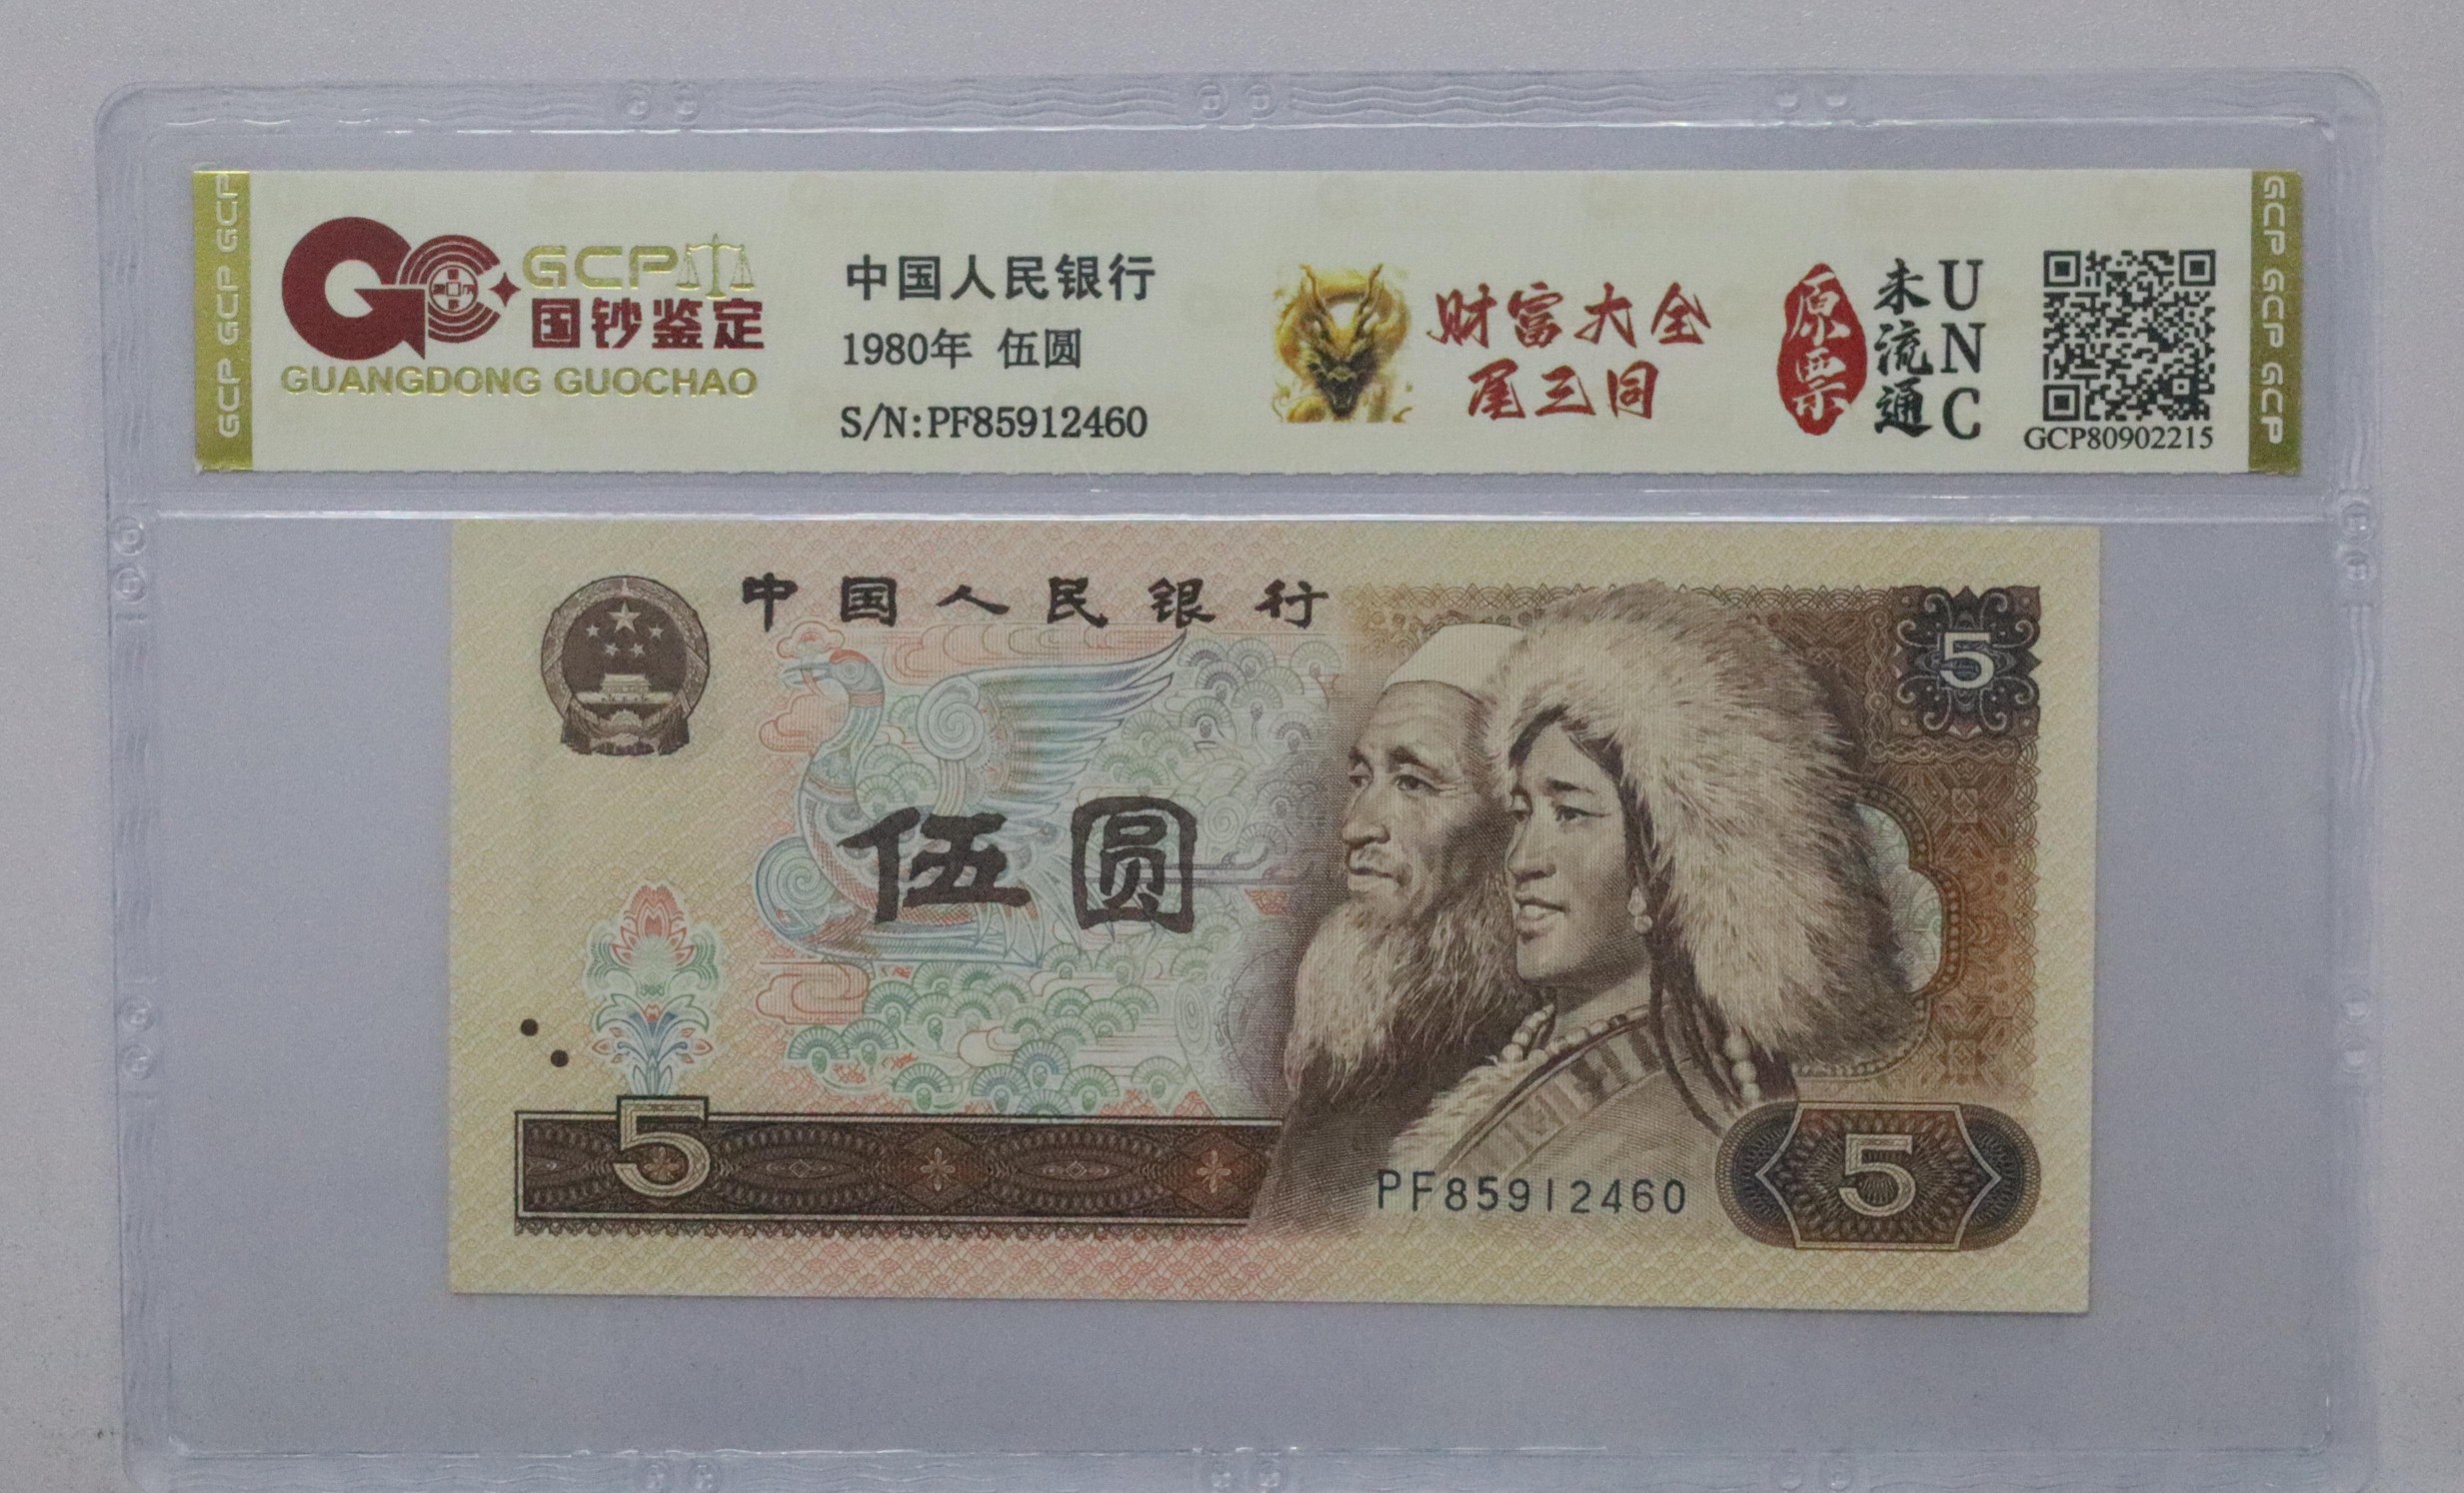 GCP GCP GCP
GCP
国钞鉴定
GUANGDONG GUOCHAO
中国人民银行
1980年 伍圆
S/N:PF85912460
财富大全
尾三同
原票
未流通
UNC
GCP80902215
GCP GCP GCP
中国人民银行
5
伍圆
5
PF85912460
5